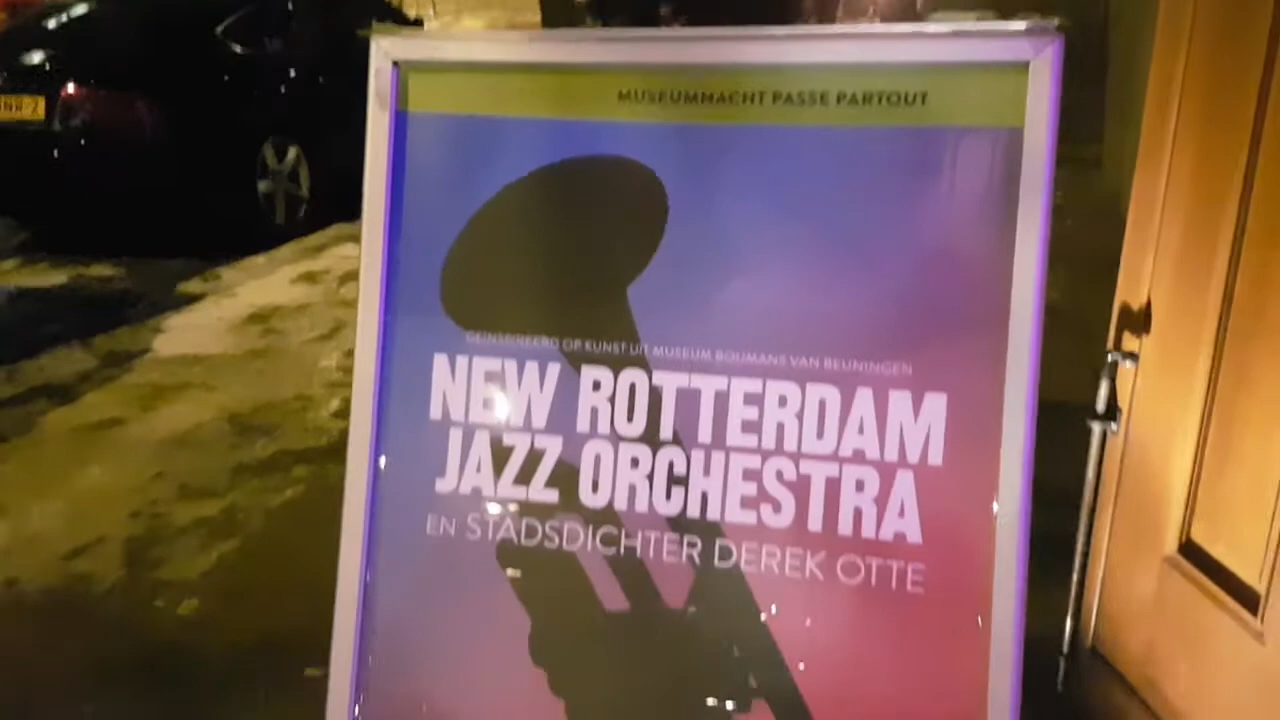 MUSEUMNACHT PASSE PARTOUT
GEÏNSPIREERD OP KUNST UIT MUSEUM BOIJMANS VAN BEUNINGEN
NEW ROTTERDAM
JAZZ ORCHESTRA
EN STADSDICHTER DEREK OTTE